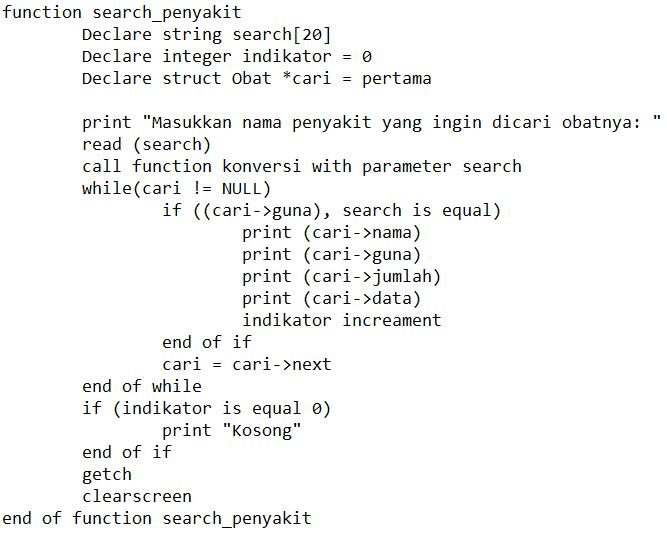 function search_penyakit
Declare string search[20]
Declare integer indikator = 0
Declare struct Obat *cari = pertama
print "Masukkan nama penyakit yang ingin dicari obatnya: "
read (search)
call function konversi with parameter search
while(cari != NULL)
if ((cari->guna), search is equal)
print (cari->nama)
print (cari->guna)
print (cari->jumlah)
print (cari->data)
indikator increament
end of if
cari = cari->next
end of while
if (indikator is equal 0)
print "Kosong"
end of if
getch
clearscreen
end of function search_penyakit